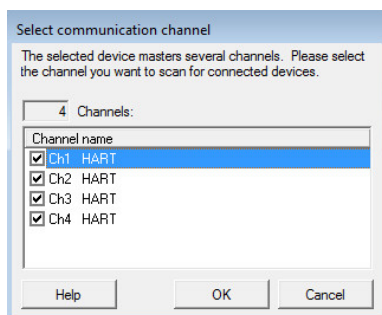 Select communication channel
The selected device masters several channels. Please select
the channel you want to scan for connected devices.
4 Channels:
Channel name
Ch1 HART
Ch2 HART
Ch3 HART
Ch4 HART
Help OK Cancel